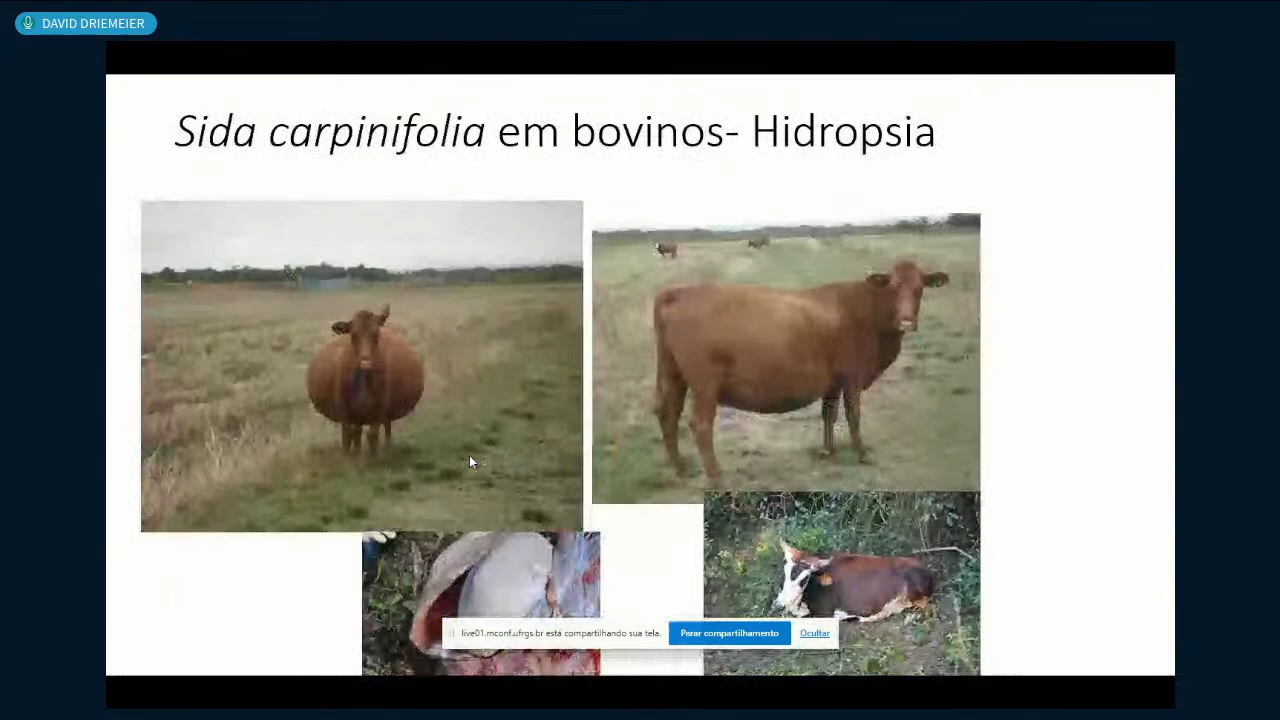 DAVID DRIEMEIER
Sida carpinifolia em bovinos- Hidropsia
live01.mconf.ufrgs.br está compartilhando sua tela.
Parar compartilhamento
Ocultar